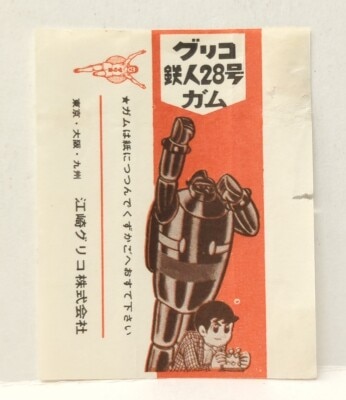 グリコ
鉄人28号
ガム
★ガムは紙につつんでくずかごへおすて下さい
東京・大阪・九州
江崎グリコ株式会社